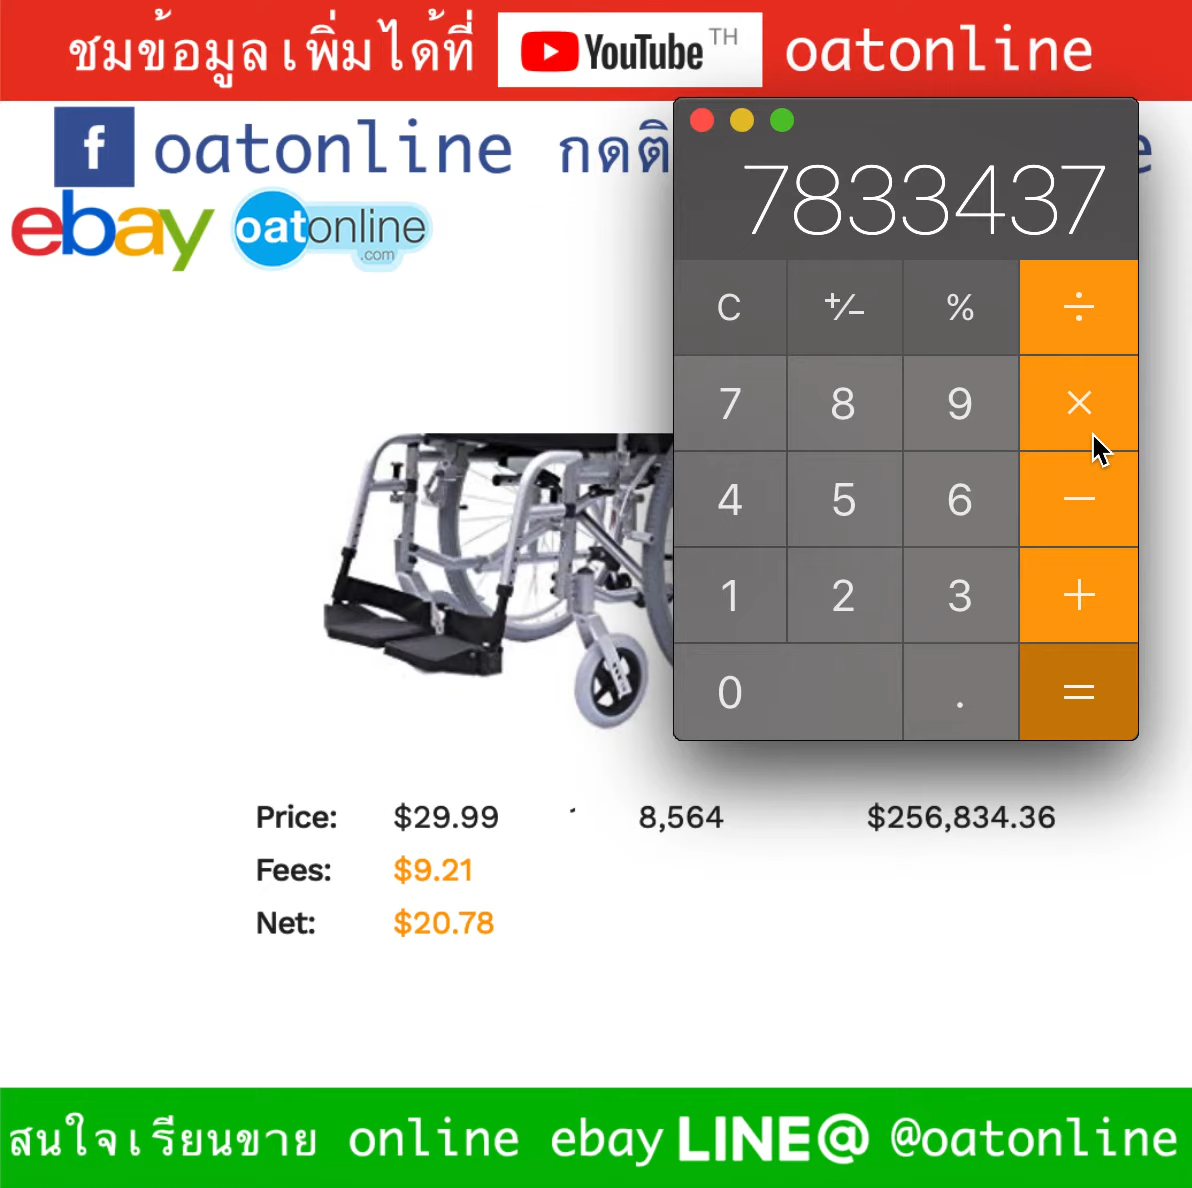 ชมข้อมูลเพิ่มได้ที่ YouTube TH oatonline
f oatonline กดติ
ebay oatonline
.com
7833437
C +/− % ÷
7 8 9 ×
4 5 6 −
1 2 3 +
0 . =
Price: $29.99 8,564 $256,834.36
Fees: $9.21
Net: $20.78
สนใจเรียนขาย online ebay LINE@ @oatonline